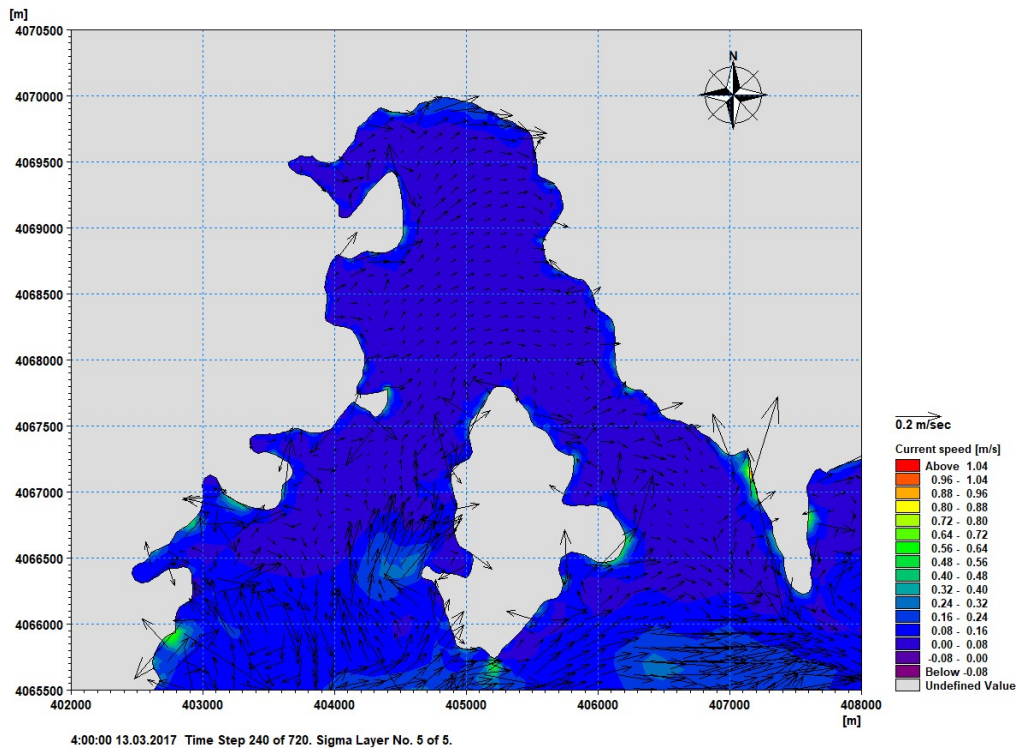 [m]
4070500
N
4070000
4069500
4069000
4068500
4068000
4067500
0.2 m/sec
Current speed [m/s]
Above 1.04
0.96 - 1.04
0.88 - 0.96
0.80 - 0.88
0.72 - 0.80
0.64 - 0.72
0.56 - 0.64
0.48 - 0.56
0.40 - 0.48
0.32 - 0.40
0.24 - 0.32
0.16 - 0.24
0.08 - 0.16
0.00 - 0.08
-0.08 - 0.00
Below -0.08
Undefined Value
4067000
4066500
4066000
4065500
402000 403000 404000 405000 406000 407000 408000
[m]
4:00:00 13.03.2017 Time Step 240 of 720. Sigma Layer No. 5 of 5.